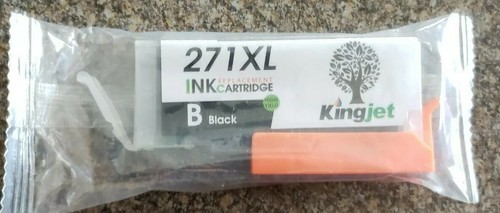 271XL
REPLACEMENT
INK CARTRIDGE
B Black
Kingjet